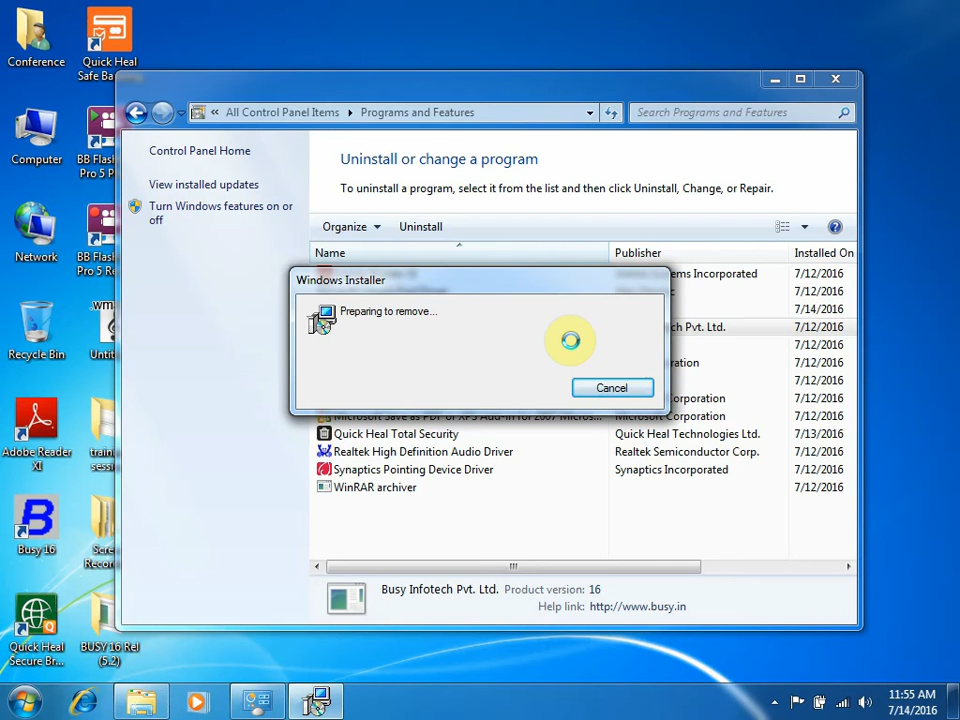 Conference
Quick Heal
Safe Ba
Computer
BB Flas
Pro 5 P
Network
BB Flas
Pro 5 Re
Recycle Bin
.wm
Untit
Adobe Reader
XI
train
sess
Busy 16
Scre
Record
Quick Heal
Secure Br...
BUSY 16 Rel
(5.2)
All Control Panel Items
Programs and Features
Search Programs and Features
Control Panel Home
View installed updates
Turn Windows features on or
off
Uninstall or change a program
To uninstall a program, select it from the list and then click Uninstall, Change, or Repair.
Organize
Uninstall
Name Publisher Installed On
ems Incorporated 7/12/2016
7/12/2016
7/14/2016
ch Pvt. Ltd. 7/12/2016
7/12/2016
ration 7/12/2016
7/12/2016
orporation 7/12/2016
Microsoft Save as PDF or XPS Add-in for 2007 Micros... Microsoft Corporation 7/12/2016
Quick Heal Total Security Quick Heal Technologies Ltd. 7/13/2016
Realtek High Definition Audio Driver Realtek Semiconductor Corp. 7/12/2016
Synaptics Pointing Device Driver Synaptics Incorporated 7/12/2016
WinRAR archiver 7/12/2016
Windows Installer
Preparing to remove...
Cancel
Busy Infotech Pvt. Ltd. Product version: 16
Help link: http://www.busy.in
11:55 AM
7/14/2016